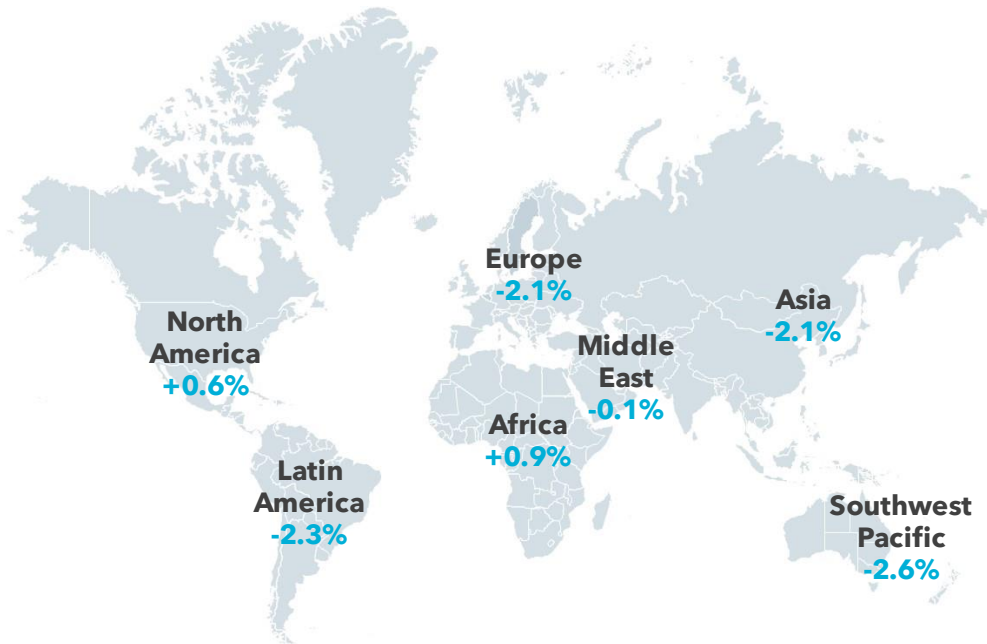 Europe
-2.1%
Asia
-2.1%
North
America
+0.6%
Middle
East
-0.1%
Africa
+0.9%
Latin
America
-2.3%
Southwest
Pacific
-2.6%